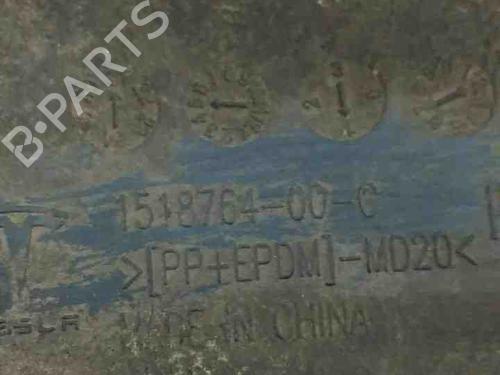 B-PARTS
1518764-00-C
>[PP+EPDM]-MD20<
MADE IN CHINA